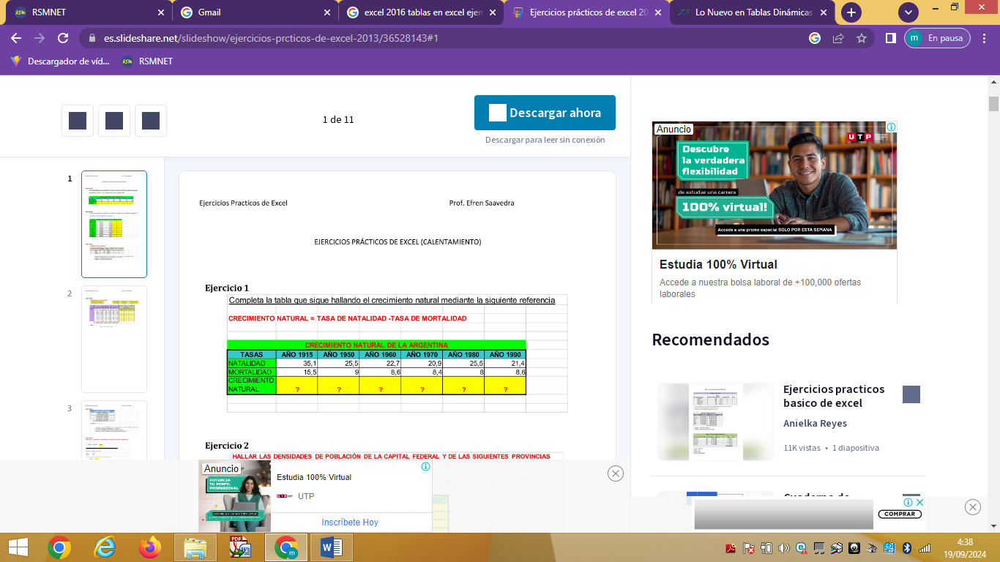 RSMNET
Gmail
excel 2016 tablas en excel ejem
Ejercicios prácticos de excel 20
Lo Nuevo en Tablas Dinámicas
es.slideshare.net/slideshow/ejercicios-prcticos-de-excel-2013/36528143#1
m
En pausa
Descargador de víd...
RSMNET
1 de 11
Descargar ahora
Descargar para leer sin conexión
1
2
3
Ejercicios Practicos de Excel
Prof. Efren Saavedra
EJERCICIOS PRÁCTICOS DE EXCEL (CALENTAMIENTO)
Ejercicio 1
Completa la tabla que sigue hallando el crecimiento natural mediante la siguiente referencia
CRECIMIENTO NATURAL = TASA DE NATALIDAD -TASA DE MORTALIDAD
CRECIMIENTO NATURAL DE LA ARGENTINA
TASAS AÑO 1915 AÑO 1950 AÑO 1960 AÑO 1970 AÑO 1980 AÑO 1990
NATALIDAD 35,1 25,5 22,7 20,9 25,5 21,4
MORTALIDAD 15,5 9 8,6 8,4 8 8,6
CRECIMIENTO
NATURAL ? ? ? ? ? ?
Ejercicio 2
HALLAR LAS DENSIDADES DE POBLACIÓN DE LA CAPITAL FEDERAL Y DE LAS SIGUIENTES PROVINCIAS
Anuncio
POTENCIA
TU PERFIL
PROFESIONAL
Estudia 100% Virtual
UTP
Inscríbete Hoy
Anuncio
UTP
Descubre
la verdadera
flexibilidad
de estudiar una carrera
100% virtual!
Accede a una promo especial SOLO POR ESTA SEMANA
Estudia 100% Virtual
Accede a nuestra bolsa laboral de +100,000 ofertas
laborales
Recomendados
Ejercicios practicos
basico de excel
Anielka Reyes
11K vistas • 1 diapositiva
Cuaderno de
COMPRAR
PDF
m
4:38
19/09/2024